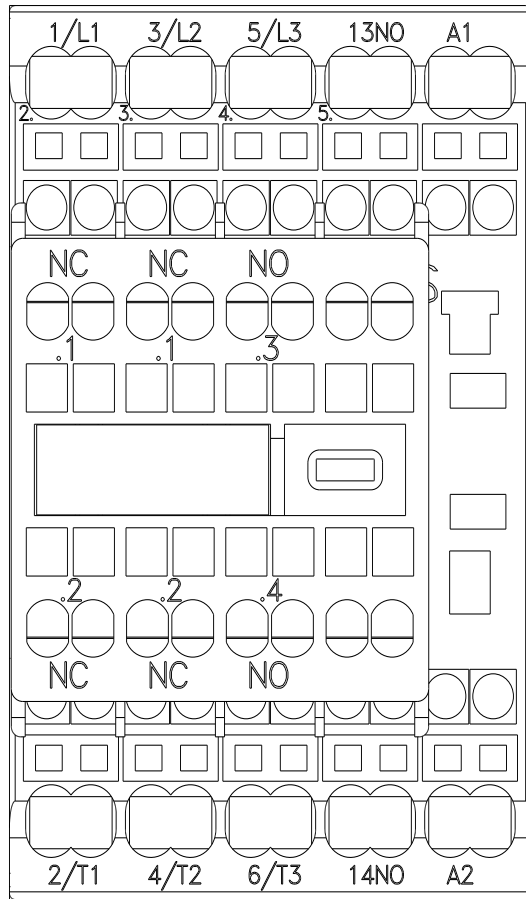 1/L1 3/L2 5/L3 13NO A1
2. 3. 4. 5.
NC NC NO
.1 .1 .3
.2 .2 .4
NC NC NO
2/T1 4/T2 6/T3 14NO A2